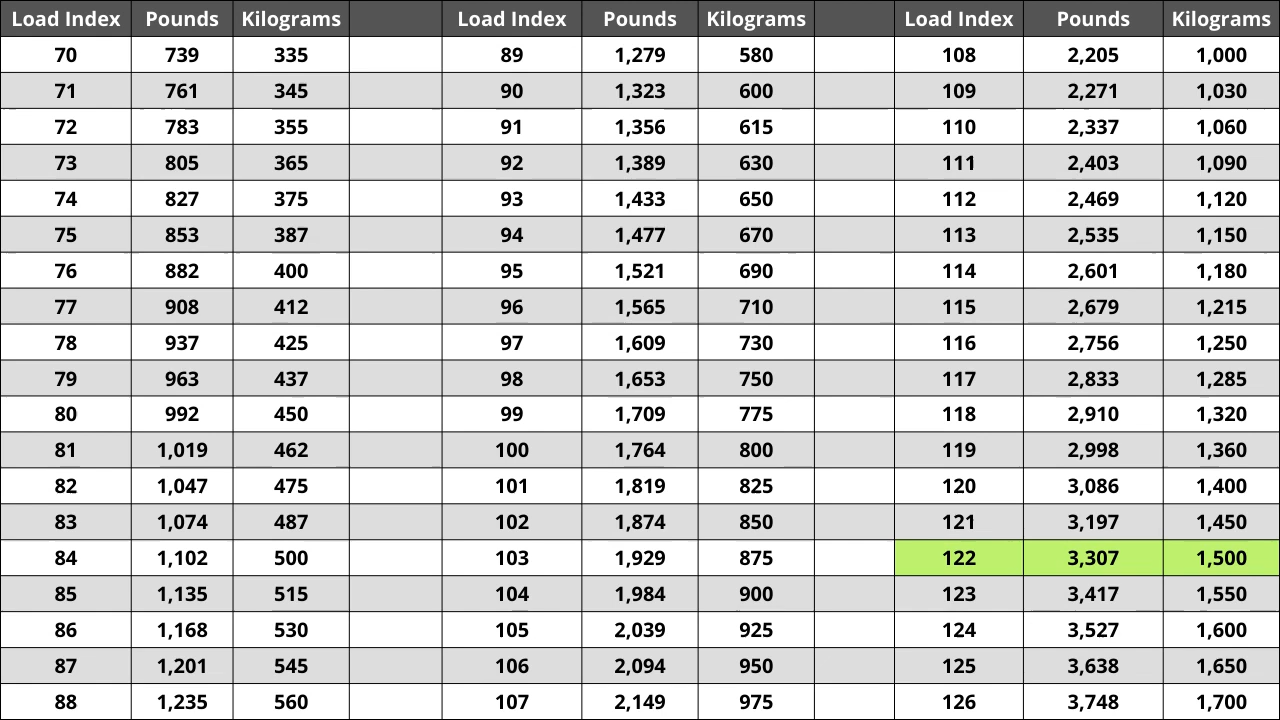 Load Index Pounds Kilograms Load Index Pounds Kilograms Load Index Pounds Kilograms
70 739 335 89 1,279 580 108 2,205 1,000
71 761 345 90 1,323 600 109 2,271 1,030
72 783 355 91 1,356 615 110 2,337 1,060
73 805 365 92 1,389 630 111 2,403 1,090
74 827 375 93 1,433 650 112 2,469 1,120
75 853 387 94 1,477 670 113 2,535 1,150
76 882 400 95 1,521 690 114 2,601 1,180
77 908 412 96 1,565 710 115 2,679 1,215
78 937 425 97 1,609 730 116 2,756 1,250
79 963 437 98 1,653 750 117 2,833 1,285
80 992 450 99 1,709 775 118 2,910 1,320
81 1,019 462 100 1,764 800 119 2,998 1,360
82 1,047 475 101 1,819 825 120 3,086 1,400
83 1,074 487 102 1,874 850 121 3,197 1,450
84 1,102 500 103 1,929 875 122 3,307 1,500
85 1,135 515 104 1,984 900 123 3,417 1,550
86 1,168 530 105 2,039 925 124 3,527 1,600
87 1,201 545 106 2,094 950 125 3,638 1,650
88 1,235 560 107 2,149 975 126 3,748 1,700